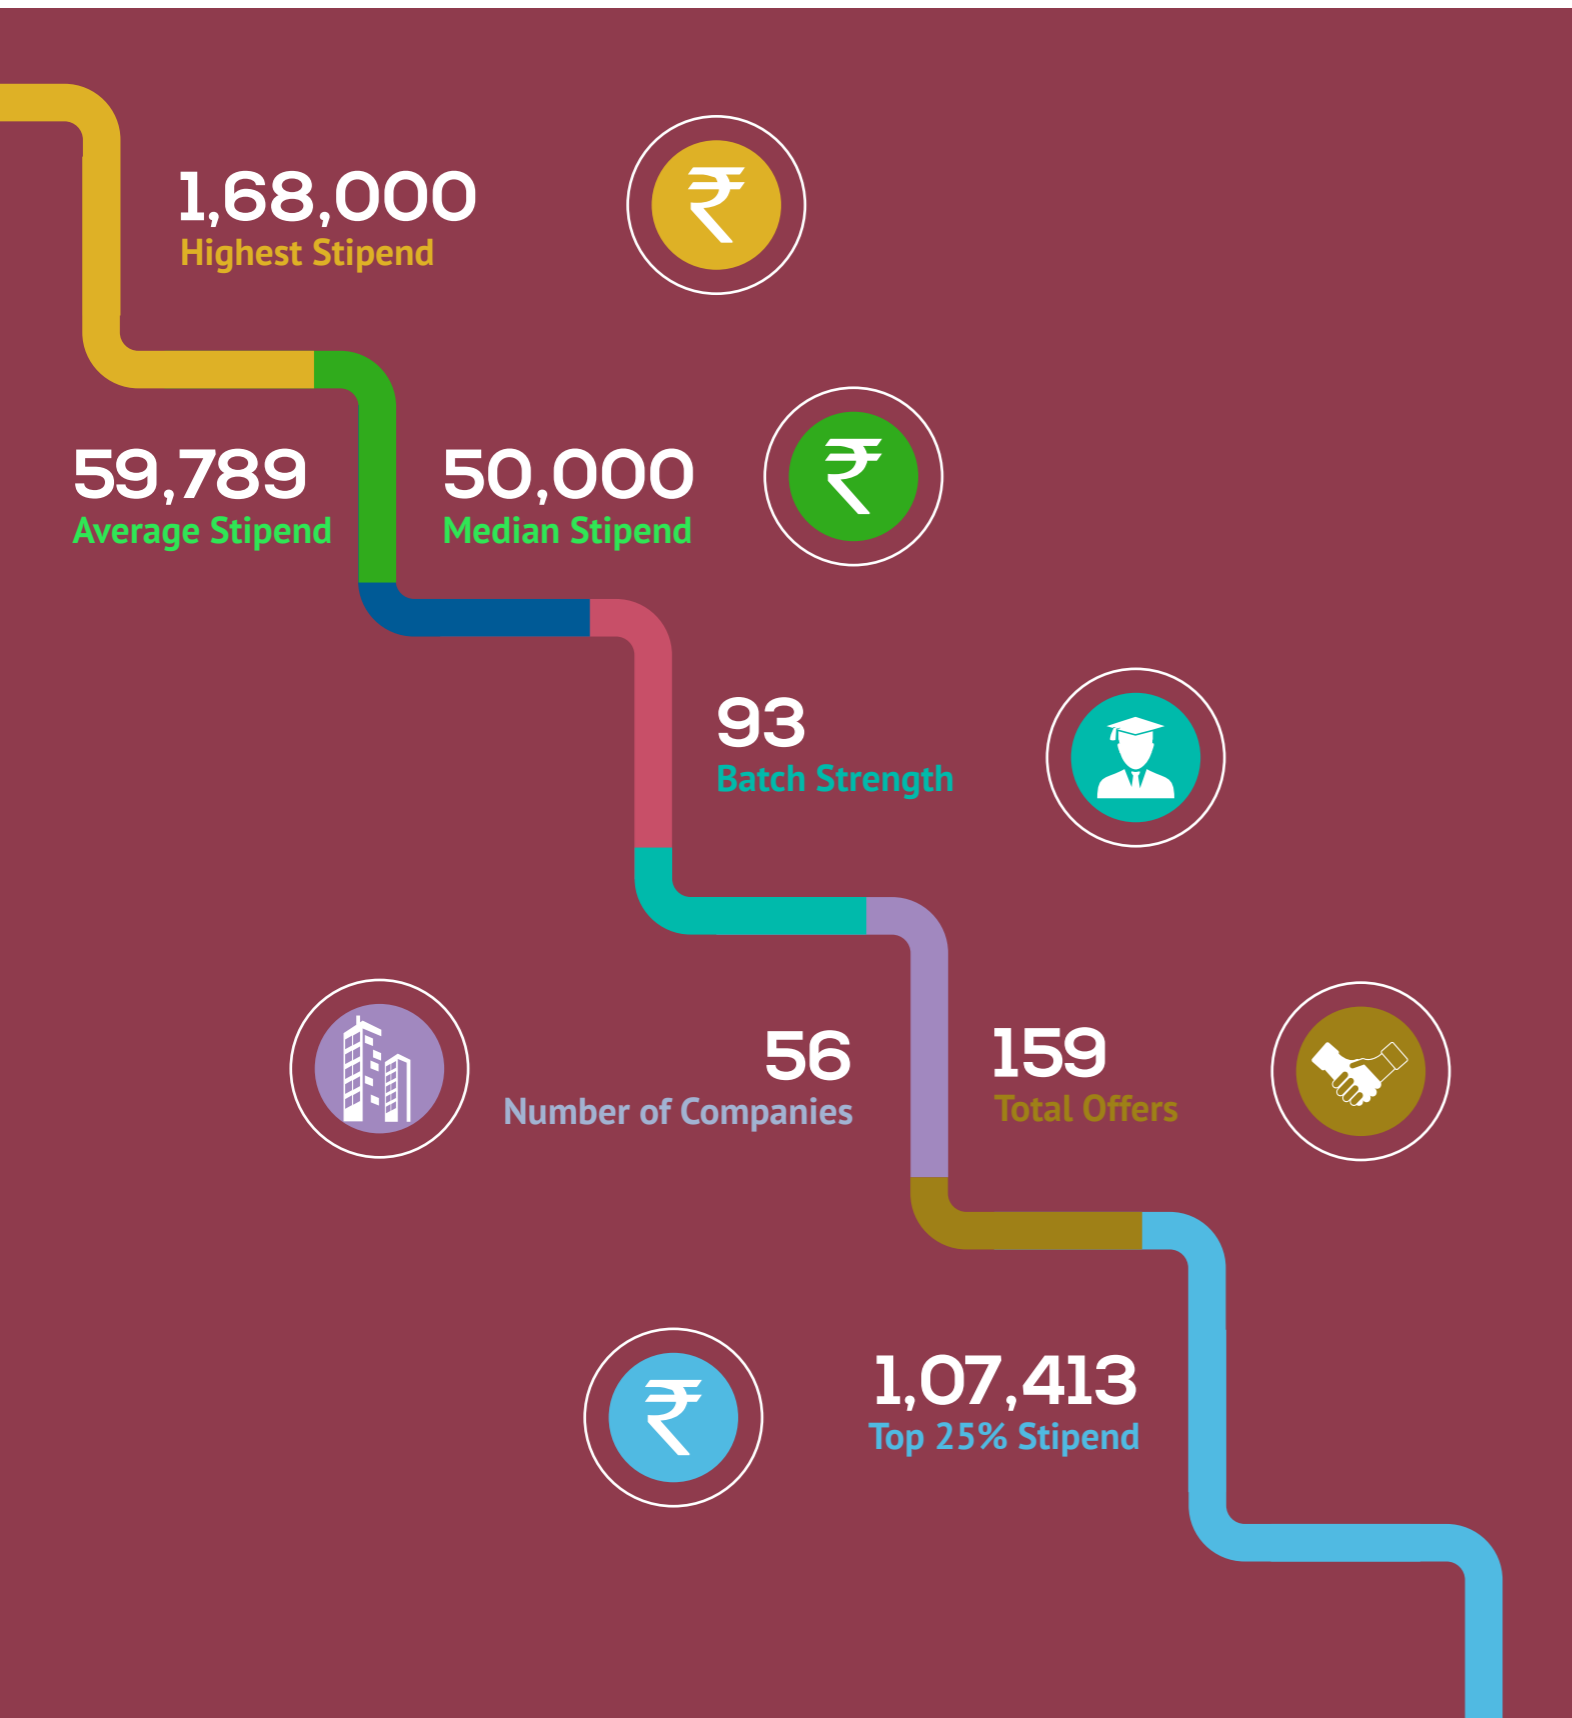 1,68,000
Highest Stipend
₹
59,789
Average Stipend
50,000
Median Stipend
₹
93
Batch Strength
56
Number of Companies
159
Total Offers
₹
1,07,413
Top 25% Stipend